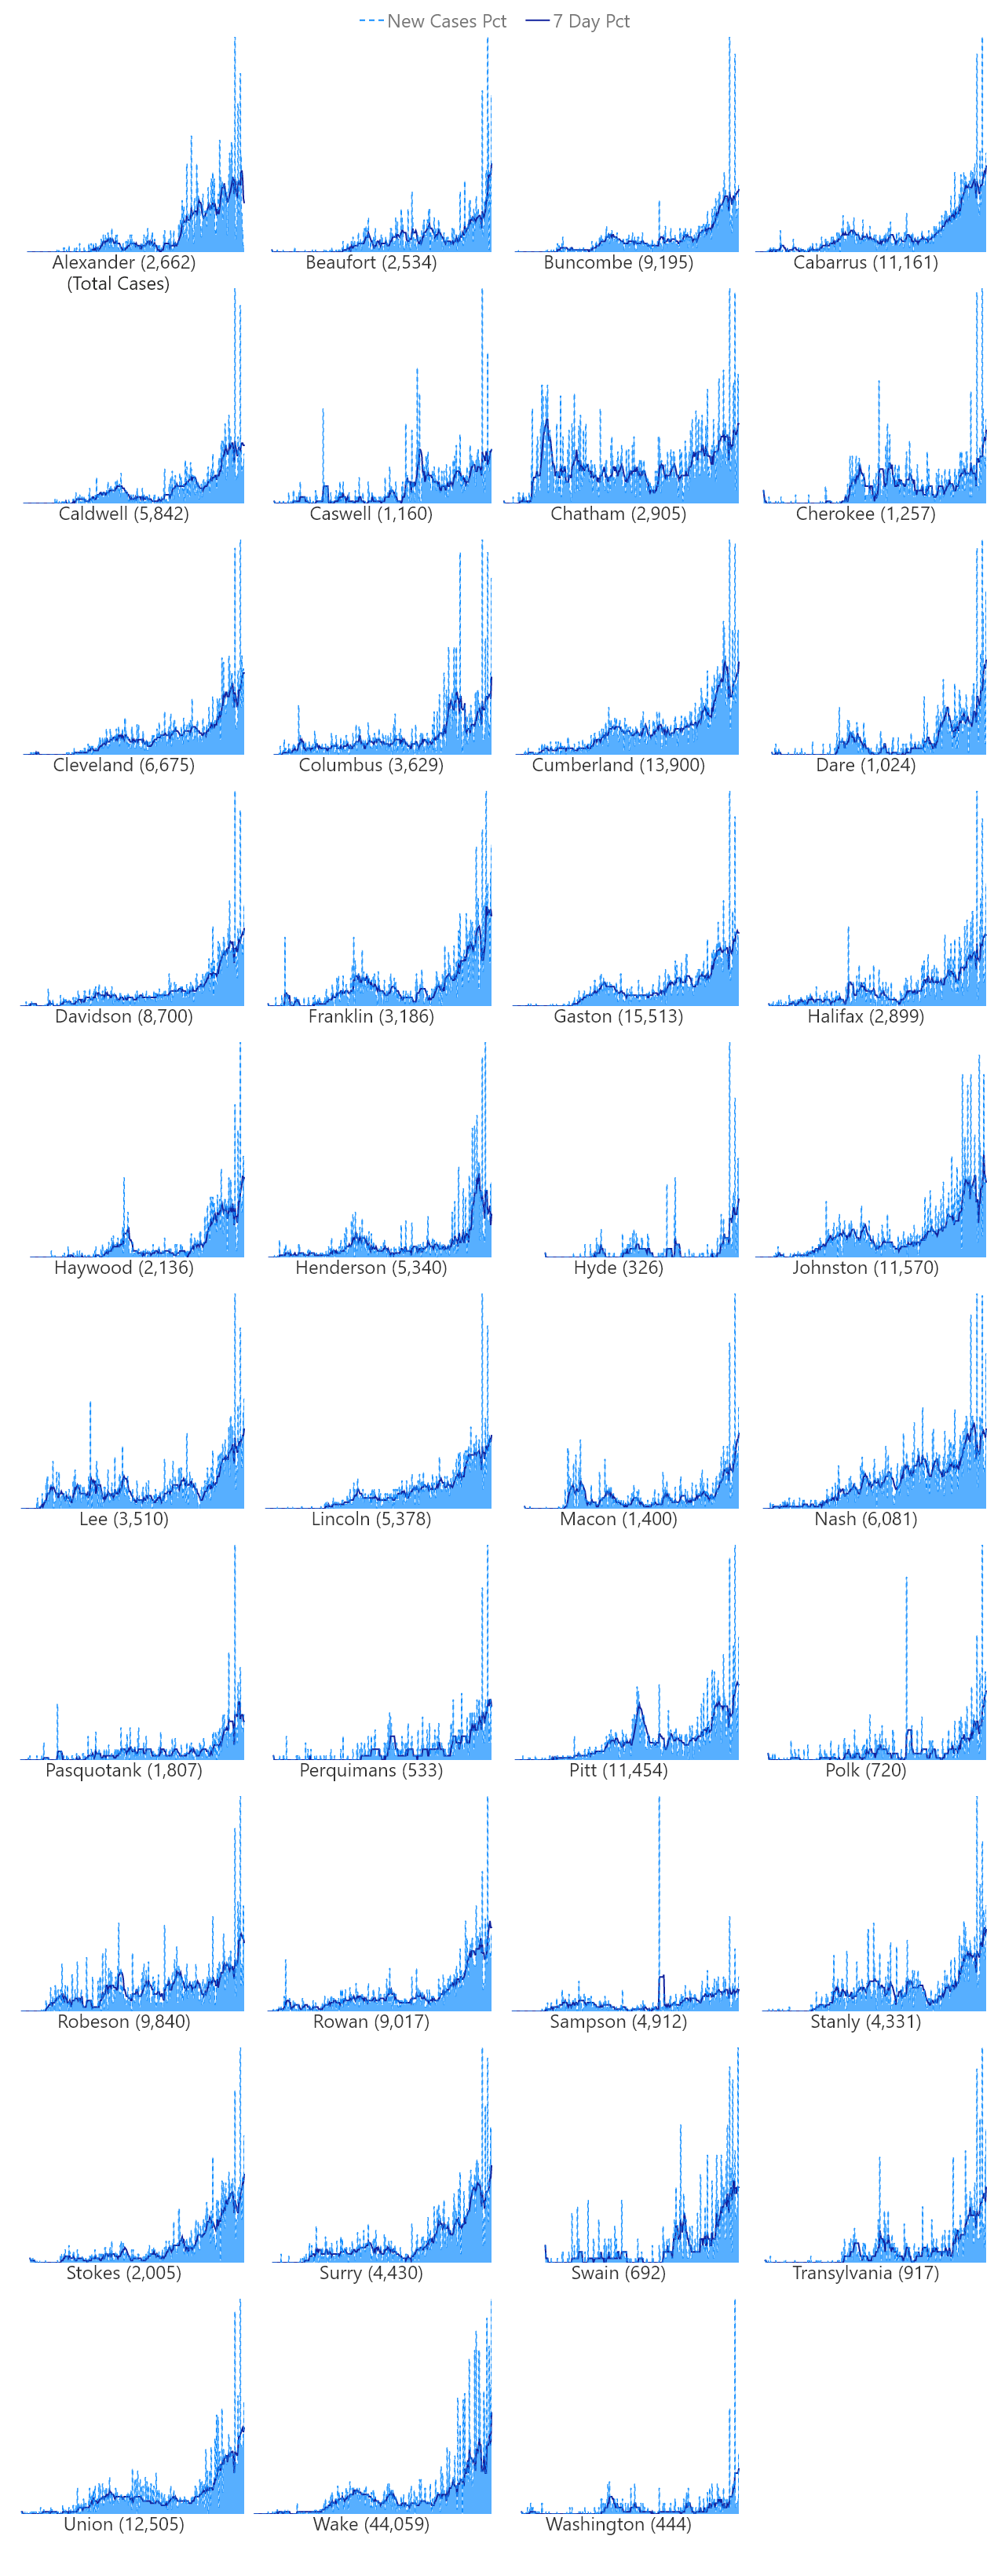 New Cases Pct 7 Day Pct
Alexander (2,662) Beaufort (2,534) Buncombe (9,195) Cabarrus (11,161)
(Total Cases)
Caldwell (5,842) Caswell (1,160) Chatham (2,905) Cherokee (1,257)
Cleveland (6,675) Columbus (3,629) Cumberland (13,900) Dare (1,024)
Davidson (8,700) Franklin (3,186) Gaston (15,513) Halifax (2,899)
Haywood (2,136) Henderson (5,340) Hyde (326) Johnston (11,570)
Lee (3,510) Lincoln (5,378) Macon (1,400) Nash (6,081)
Pasquotank (1,807) Perquimans (533) Pitt (11,454) Polk (720)
Robeson (9,840) Rowan (9,017) Sampson (4,912) Stanly (4,331)
Stokes (2,005) Surry (4,430) Swain (692) Transylvania (917)
Union (12,505) Wake (44,059) Washington (444)